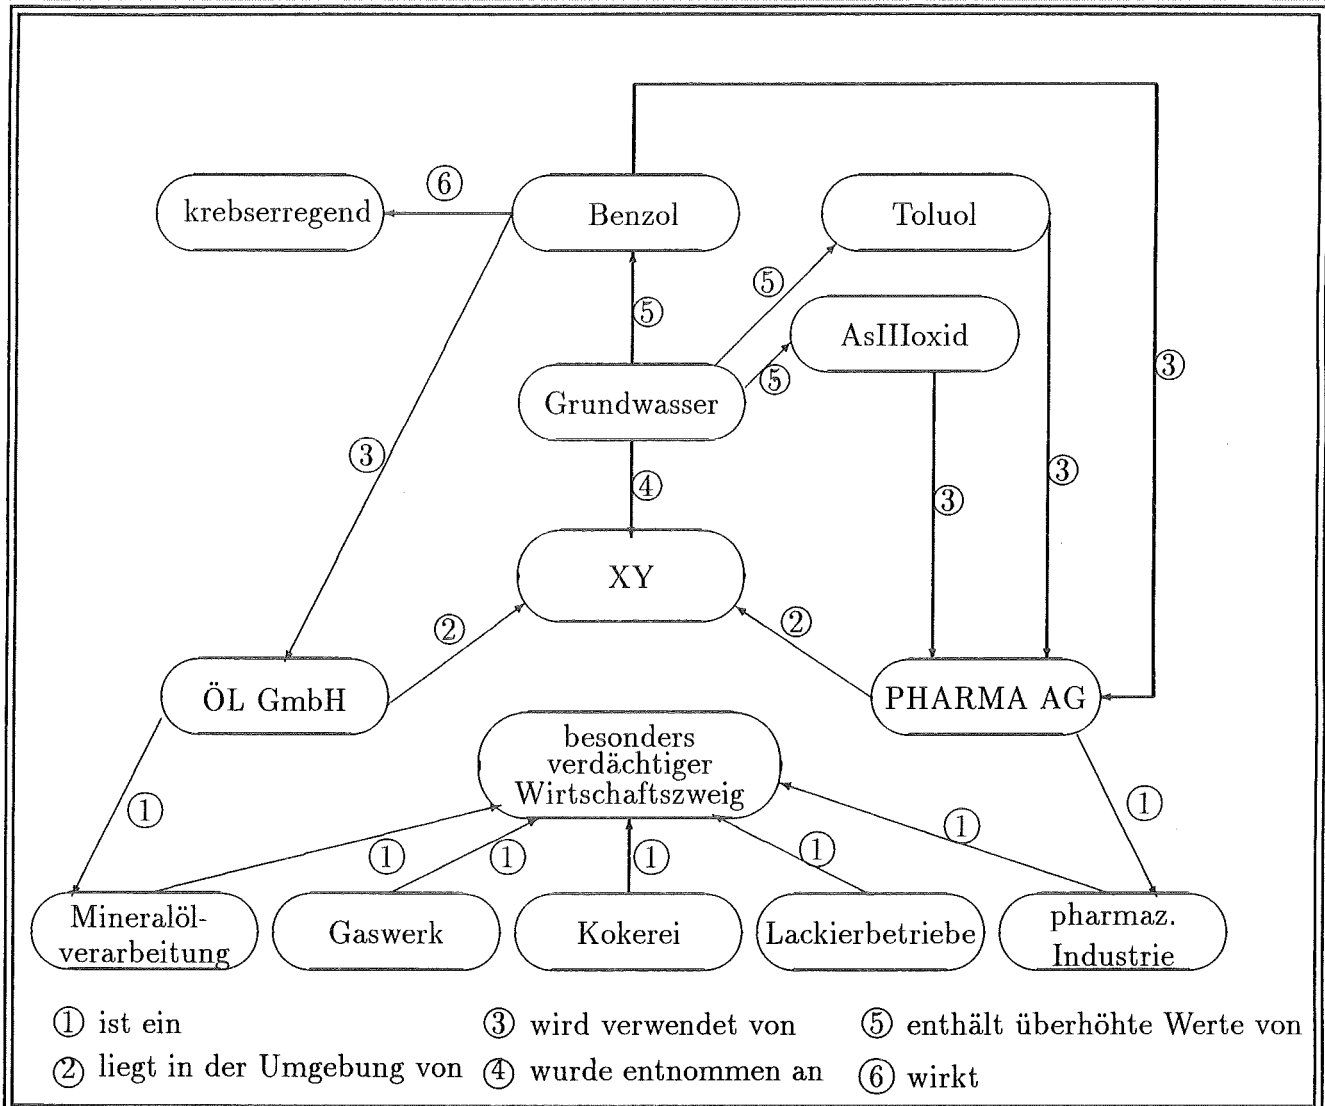 ⑥
krebserregend
Benzol
Toluol
⑤
⑤
AsIIIoxid
③
⑤
Grundwasser
③
④
③
③
XY
②
②
ÖL GmbH
PHARMA AG
besonders
verdächtiger
Wirtschaftszweig
①
①
①
①
①
①
①
Mineralöl-
verarbeitung
Gaswerk
Kokerei
Lackierbetriebe
pharmaz.
Industrie
① ist ein
② liegt in der Umgebung von
③ wird verwendet von
④ wurde entnommen an
⑤ enthält überhöhte Werte von
⑥ wirkt